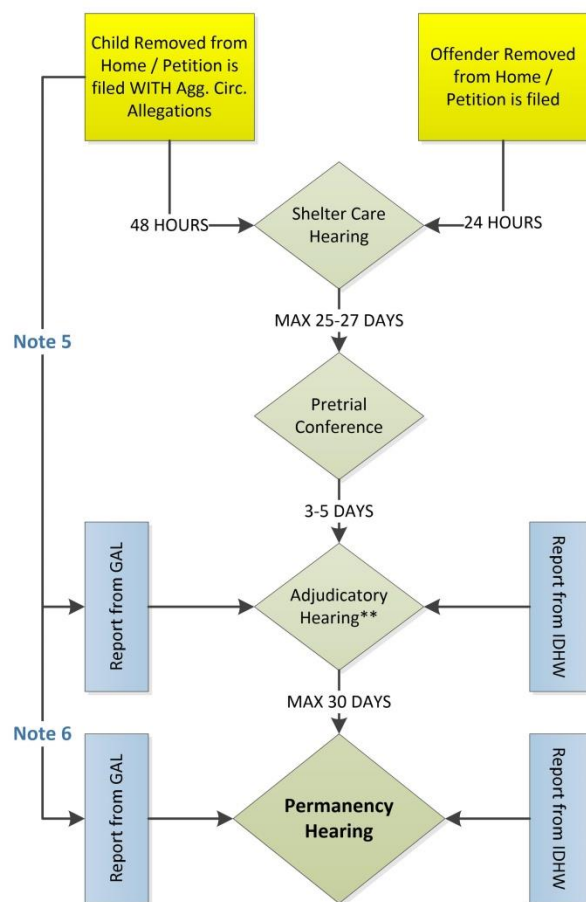 Child Removed from
Home / Petition is
filed WITH Agg. Circ.
Allegations
Offender Removed
from Home /
Petition is filed
48 HOURS
Shelter Care
Hearing
24 HOURS
MAX 25-27 DAYS
Note 5
Pretrial
Conference
3-5 DAYS
Report from GAL
Adjudicatory
Hearing**
Report from IDHW
MAX 30 DAYS
Note 6
Report from GAL
Permanency
Hearing
Report from IDHW